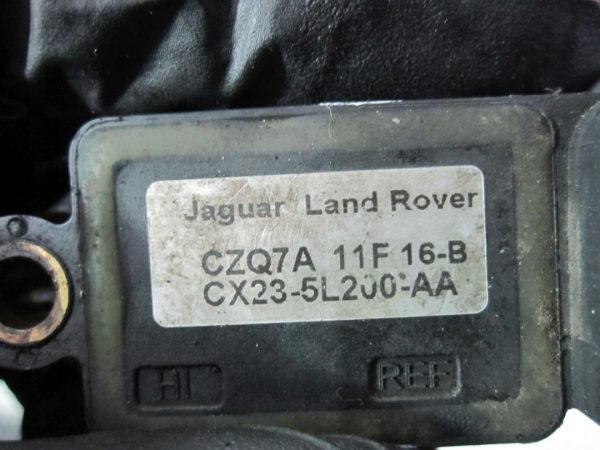 Jaguar Land Rover
CZQ7A 11F 16-B
CX23-5L200-AA
HI REF